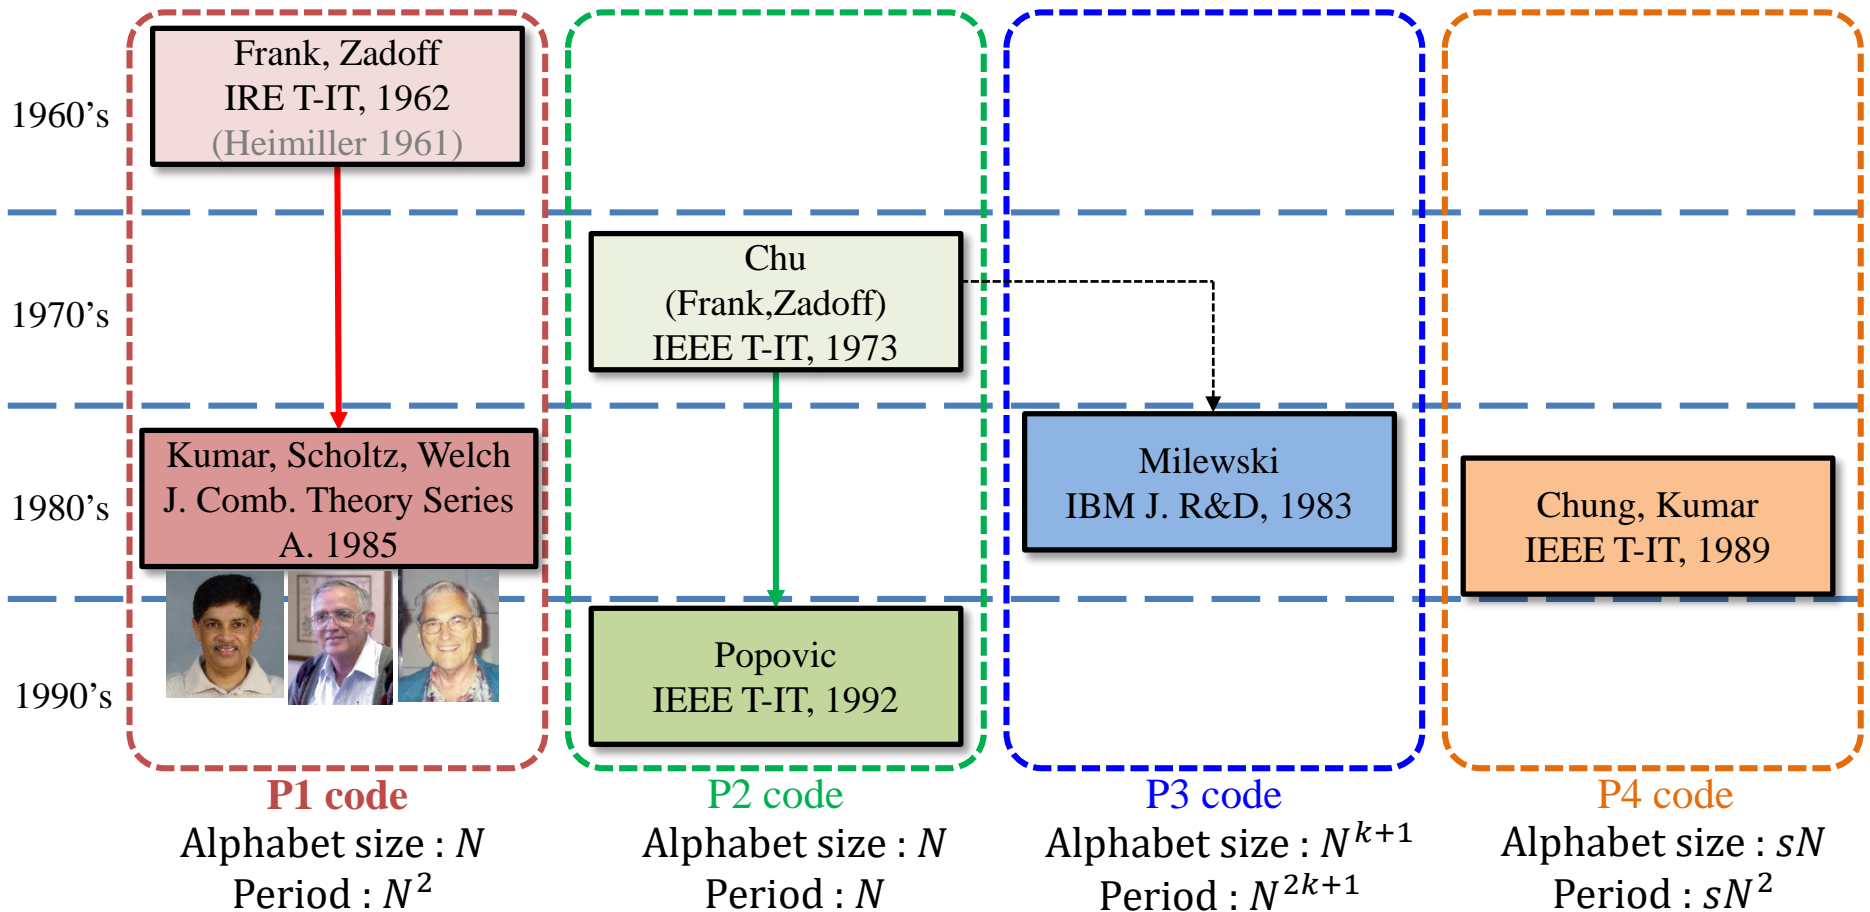 1960’s
1970’s
1980’s
1990’s
Frank, Zadoff
IRE T-IT, 1962
(Heimiller 1961)
Kumar, Scholtz, Welch
J. Comb. Theory Series
A. 1985
P1 code
Alphabet size : N
Period : N²
Chu
(Frank,Zadoff)
IEEE T-IT, 1973
Popovic
IEEE T-IT, 1992
P2 code
Alphabet size : N
Period : N
Milewski
IBM J. R&D, 1983
P3 code
Alphabet size : N^{k+1}
Period : N^{2k+1}
Chung, Kumar
IEEE T-IT, 1989
P4 code
Alphabet size : sN
Period : sN²